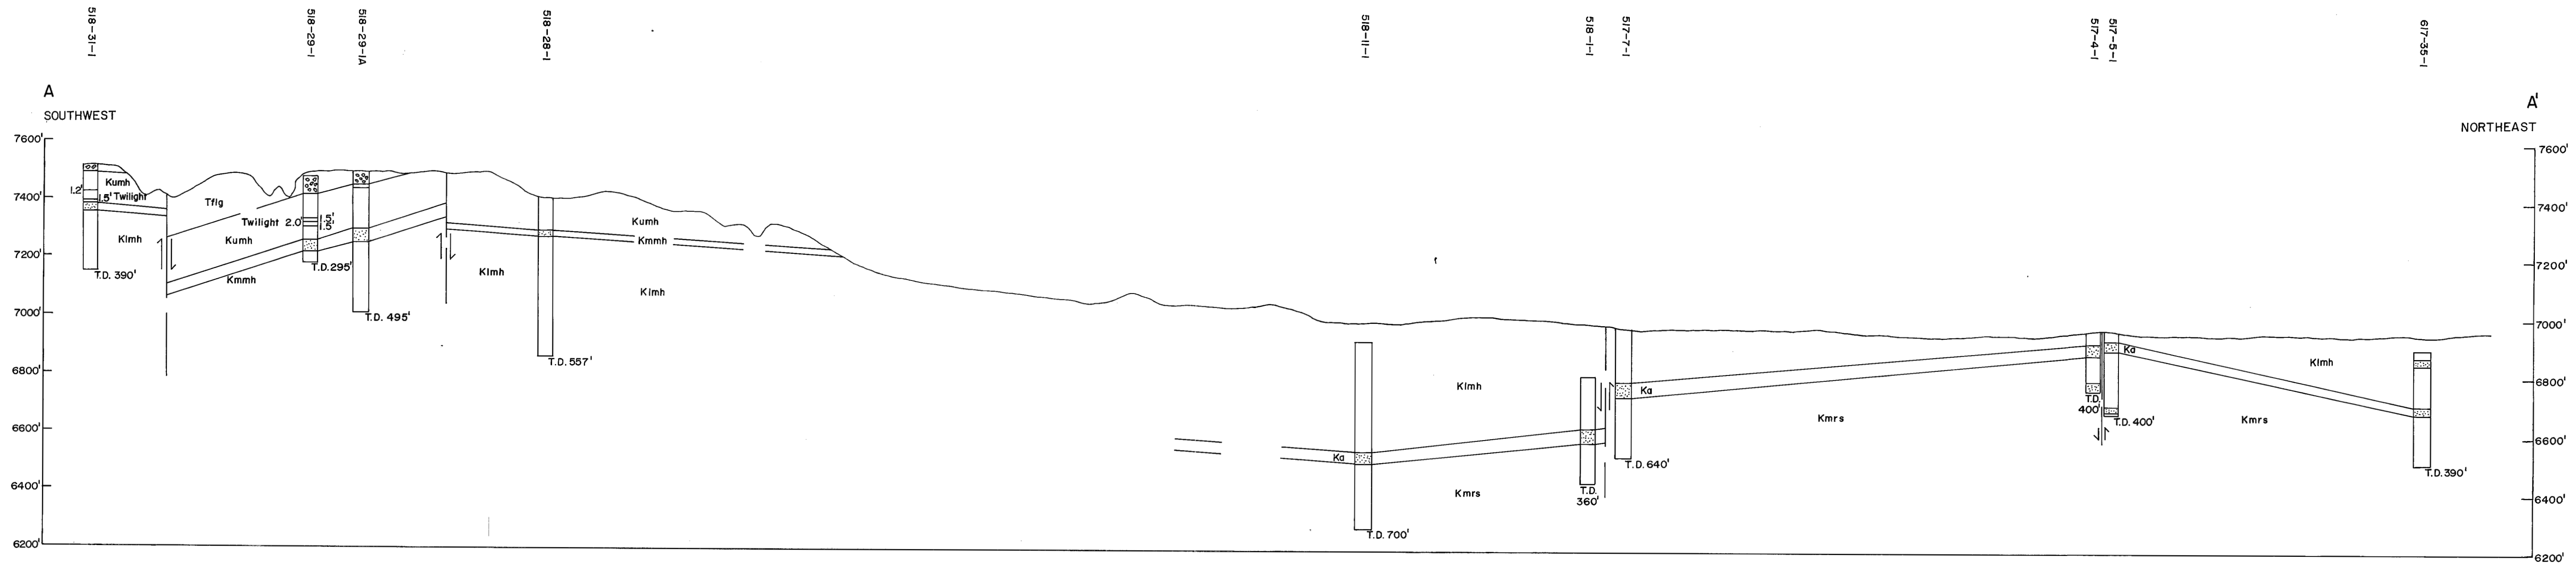 518-31-1
518-29-1
518-29-1A
518-28-1
518-11-1
518-1-1
517-7-1
517-4-1
517-5-1
617-35-1
A
SOUTHWEST
A'
NORTHEAST
7600'
7400'
7200'
7000'
6800'
6600'
6400'
6200'
7600'
7400'
7200'
7000'
6800'
6600'
6400'
6200'
Kumh
1.2'
1.5' Twilight
Klmh
T.D. 390'
Tflg
Twilight 2.0'
1.5'
1.5'
Kumh
Kmmh
T.D. 295'
T.D. 495'
Klmh
T.D. 557'
Kumh
Kmmh
Klmh
Ka
T.D. 700'
Klmh
Kmrs
T.D.
360'
Ka
T.D. 640'
Kmrs
T.D.
400'
Ka
T.D. 400'
Klmh
Kmrs
T.D. 390'